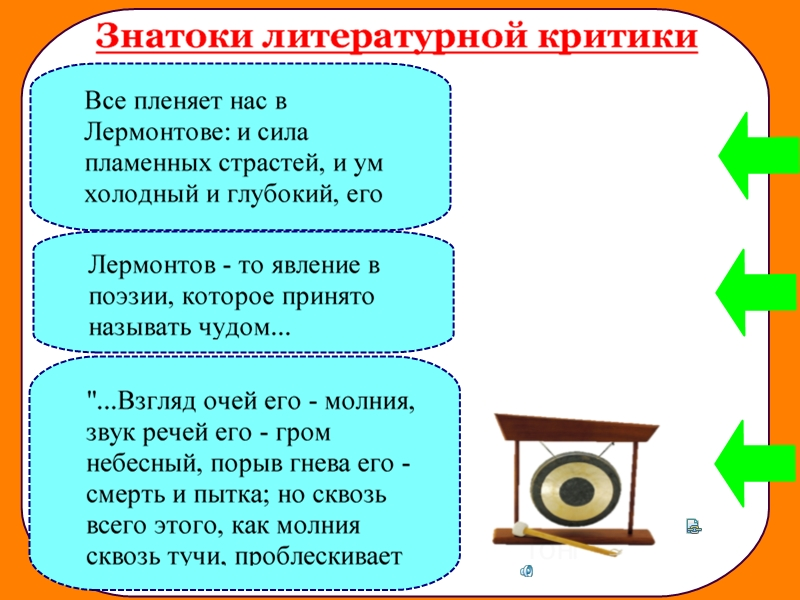 Знатоки литературной критики
Все пленяет нас в
Лермонтове: и сила
пламенных страстей, и ум
холодный и глубокий, его
Лермонтов - то явление в
поэзии, которое принято
называть чудом...
"...Взгляд очей его - молния,
звук речей его - гром
небесный, порыв гнева его -
смерть и пытка; но сквозь
всего этого, как молния
сквозь тучи, проблескивает